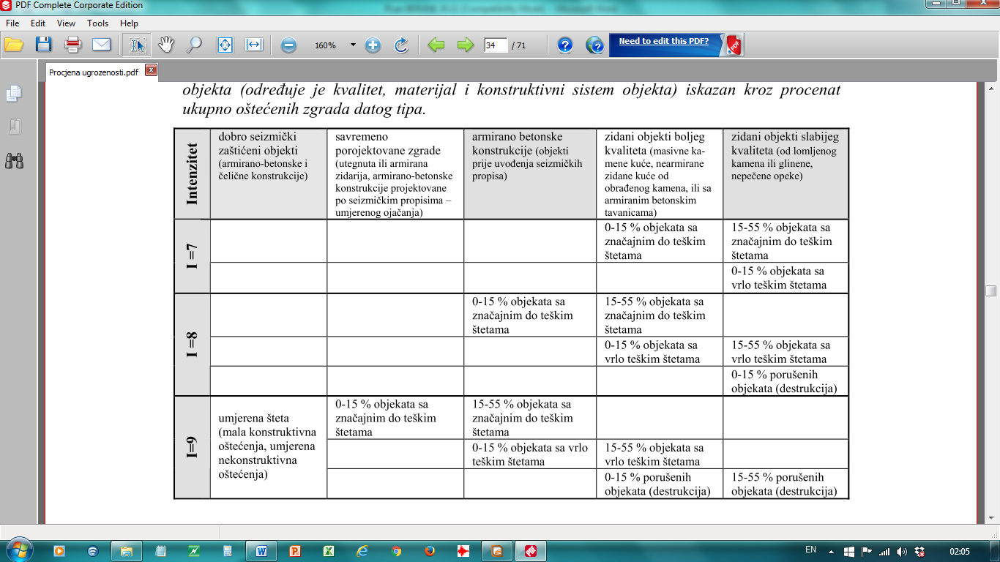 PDF Complete Corporate Edition
File Edit View Tools Help
160% 34 / 71 Need to edit this PDF? PDF
Procjena ugrozenosti.pdf
objekta (određuje je kvalitet, materijal i konstruktivni sistem objekta) iskazan kroz procenat
ukupno oštećenih zgrada datog tipa.
Intenzitet
dobro seizmički
zaštićeni objekti
(armirano-betonske i
čelične konstrukcije)
savremeno
porojektovane zgrade
(utegnuta ili armirana
zidarija, armirano-betonske
konstrukcije projektovane
po seizmičkim propisima –
umjerenog ojačanja)
armirano betonske
konstrukcije (objekti
prije uvođenja seizmičkih
propisa)
zidani objekti boljeg
kvaliteta (masivne ka-
mene kuće, nearmirane
zidane kuće od
obrađenog kamena, ili sa
armiranim betonskim
tavanicama)
zidani objekti slabijeg
kvaliteta (od lomljenog
kamena ili glinene,
nepečene opeke)
I =7
0-15 % objekata sa
značajnim do teškim
štetama
15-55 % objekata sa
značajnim do teškim
štetama
0-15 % objekata sa
vrlo teškim štetama
I =8
0-15 % objekata sa
značajnim do teškim
štetama
15-55 % objekata sa
značajnim do teškim
štetama
0-15 % objekata sa
vrlo teškim štetama
15-55 % objekata sa
vrlo teškim štetama
0-15 % porušenih
objekata (destrukcija)
I=9
umjerena šteta
(mala konstruktivna
oštećenja, umjerena
nekonstruktivna
oštećenja)
0-15 % objekata sa
značajnim do teškim
štetama
15-55 % objekata sa
značajnim do teškim
štetama
0-15 % objekata sa vrlo
teškim štetama
15-55 % objekata sa
vrlo teškim štetama
0-15 % porušenih
objekata (destrukcija)
15-55 % porušenih
objekata (destrukcija)
EN 02:05